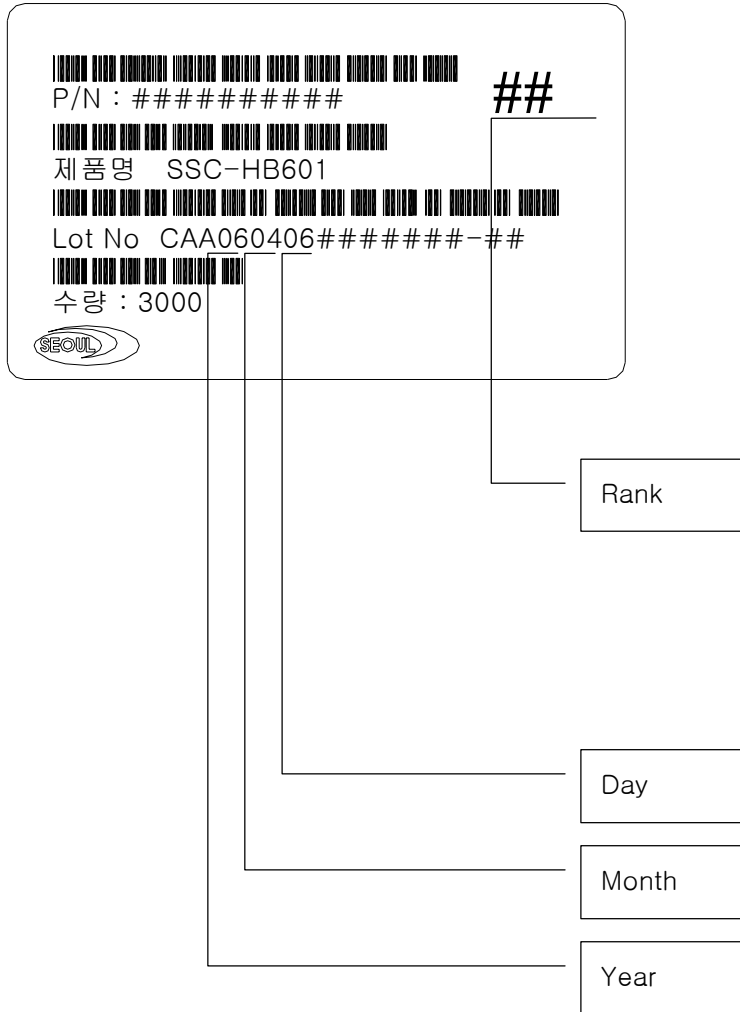 ##
P/N : ##########
제품명 SSC-HB601
Lot No CAA060406#######-##
수량 : 3000
SEOUL
Rank
Day
Month
Year